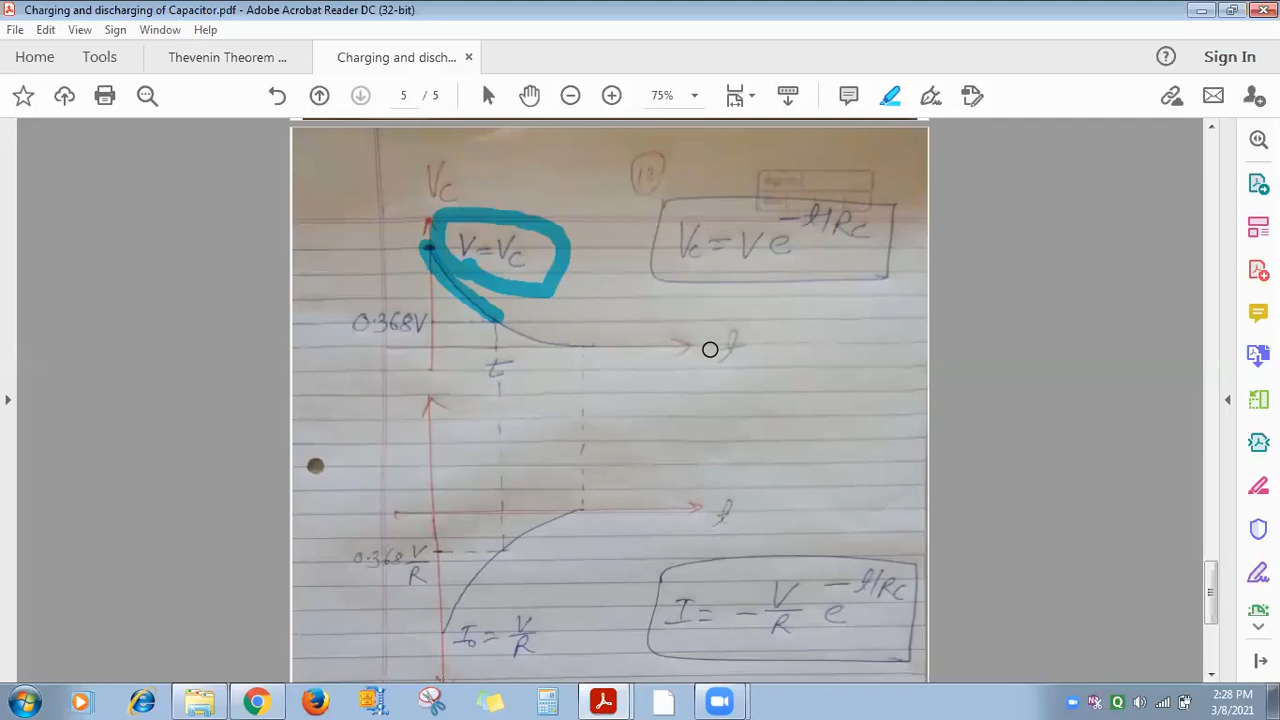 Charging and discharging of Capacitor.pdf - Adobe Acrobat Reader DC (32-bit)
File Edit View Sign Window Help
Home Tools Thevenin Theorem ... Charging and disch... × Sign In
5 / 5 75%
Vc
12
V=Vc
Vc = V e^-t/RC
0.368V
t
t
t
0.368 V/R
I = - V/R e^-t/RC
I₀ = V/R
2:28 PM
3/8/2021